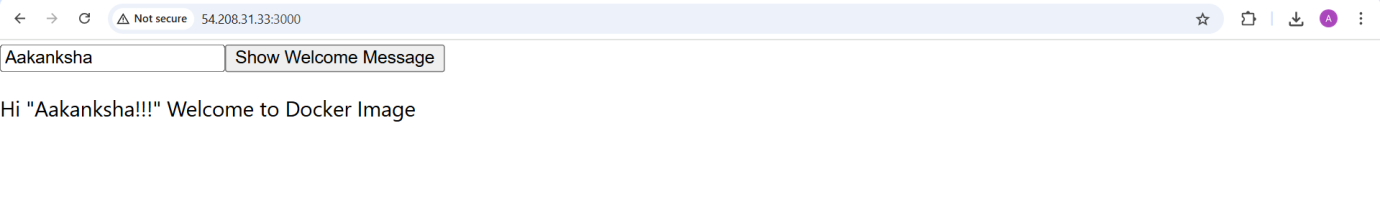 Not secure 54.208.31.33:3000 A
Aakanksha Show Welcome Message
Hi "Aakanksha!!!" Welcome to Docker Image